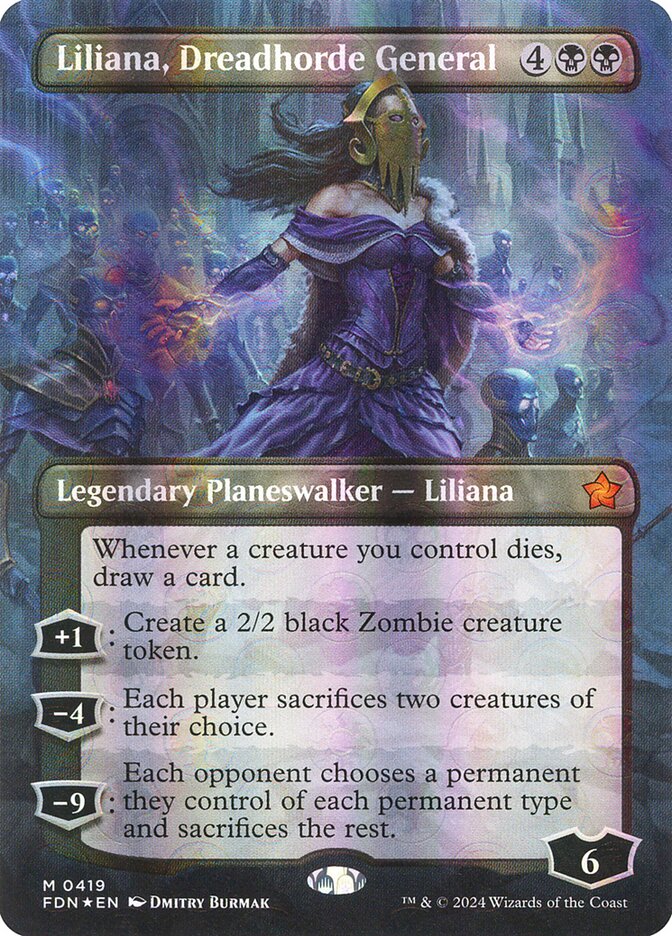 Liliana, Dreadhorde General 4
Legendary Planeswalker — Liliana
Whenever a creature you control dies,
draw a card.
+1: Create a 2/2 black Zombie creature
token.
−4: Each player sacrifices two creatures of
their choice.
−9: Each opponent chooses a permanent
they control of each permanent type
and sacrifices the rest.
6
M 0419
FDN★EN Dmitry Burmak
™ & © 2024 Wizards of the Coast